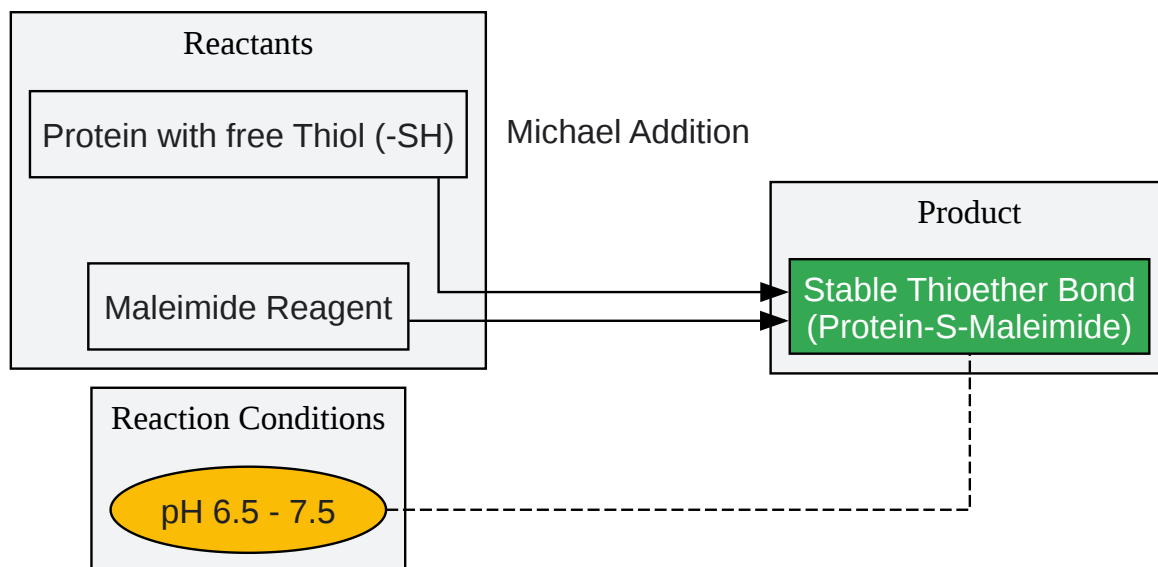 Reactants
Protein with free Thiol (-SH)
Michael Addition
Maleimide Reagent
Product
Stable Thioether Bond
(Protein-S-Maleimide)
Reaction Conditions
pH 6.5 - 7.5